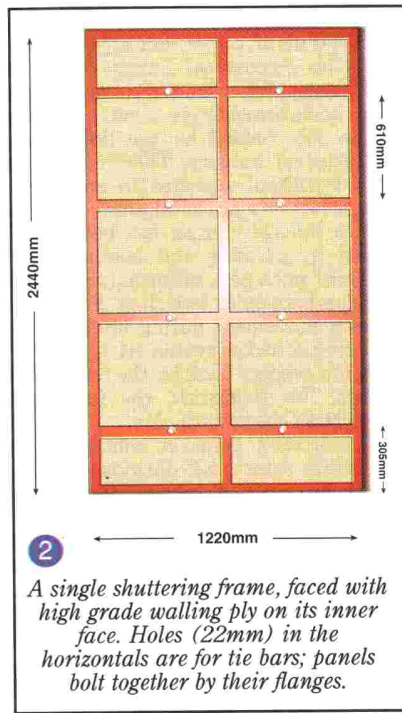 2440mm
610mm
305mm
1220mm
2
A single shuttering frame, faced with
high grade walling ply on its inner
face. Holes (22mm) in the
horizontals are for tie bars; panels
bolt together by their flanges.